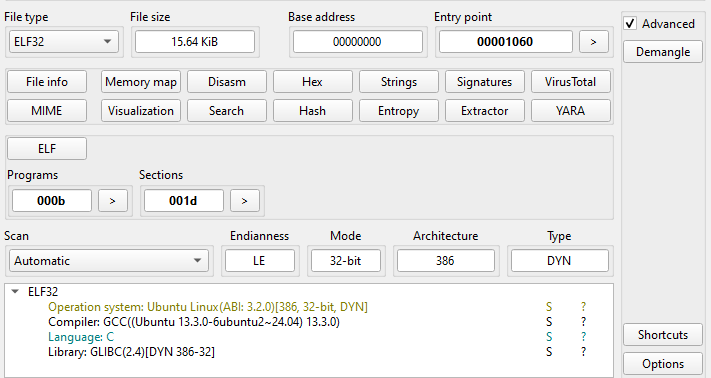 File type File size Base address Entry point
ELF32 15.64 KiB 00000000 00001060 >
Advanced
Demangle
File info Memory map Disasm Hex Strings Signatures VirusTotal
MIME Visualization Search Hash Entropy Extractor YARA
ELF
Programs Sections
000b > 001d >
Scan Endianness Mode Architecture Type
Automatic LE 32-bit 386 DYN
ELF32
Operation system: Ubuntu Linux(ABI: 3.2.0)[386, 32-bit, DYN] S ?
Compiler: GCC((Ubuntu 13.3.0-6ubuntu2~24.04) 13.3.0) S ?
Language: C S ?
Library: GLIBC(2.4)[DYN 386-32] S ?
Shortcuts
Options